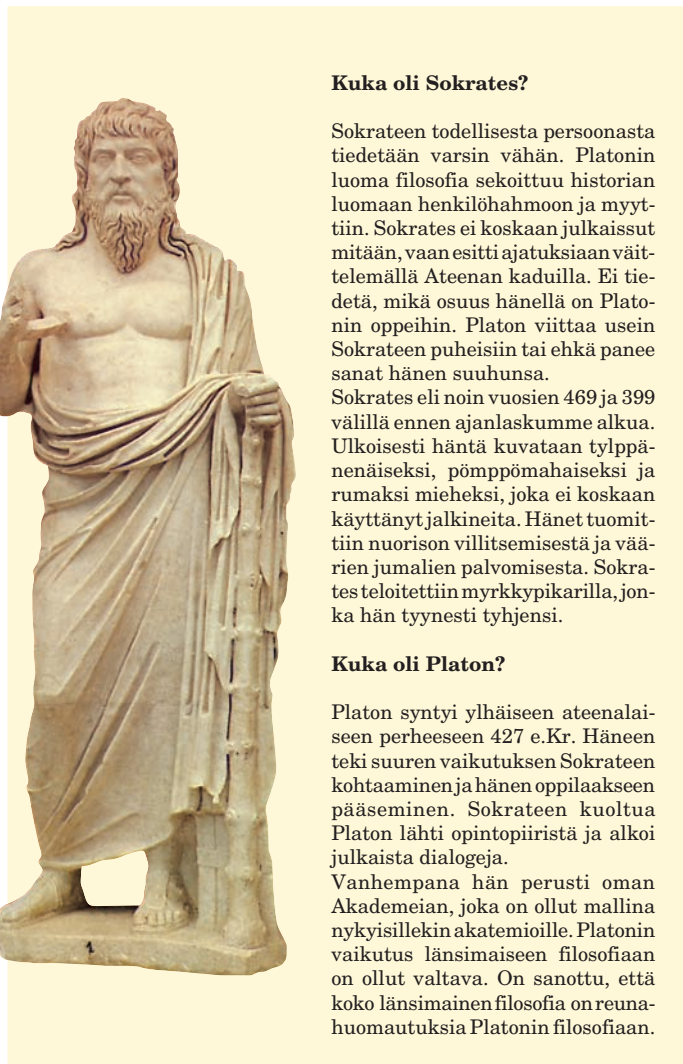 Kuka oli Sokrates?
Sokrateen todellisesta persoonasta
tiedetään varsin vähän. Platonin
luoma filosofia sekoittuu historian
luomaan henkilöhahmoon ja myyt-
tiin. Sokrates ei koskaan julkaissut
mitään, vaan esitti ajatuksiaan väit-
telemällä Ateenan kaduilla. Ei tie-
detä, mikä osuus hänellä on Plato-
nin oppeihin. Platon viittaa usein
Sokrateen puheisiin tai ehkä panee
sanat hänen suuhunsa.
Sokrates eli noin vuosien 469 ja 399
välillä ennen ajanlaskumme alkua.
Ulkoisesti häntä kuvataan tylppä-
nenäiseksi, pömppömahaiseksi ja
rumaksi mieheksi, joka ei koskaan
käyttänyt jalkineita. Hänet tuomit-
tiin nuorison villitsemisestä ja vää-
rien jumalien palvomisesta. Sokra-
tes teloitettiin myrkkypikarilla, jon-
ka hän tyynesti tyhjensi.
Kuka oli Platon?
Platon syntyi ylhäiseen ateenalai-
seen perheeseen 427 e.Kr. Häneen
teki suuren vaikutuksen Sokrateen
kohtaaminen ja hänen oppilaakseen
pääseminen. Sokrateen kuoltua
Platon lähti opintopiiristä ja alkoi
julkaista dialogeja.
Vanhempana hän perusti oman
Akademeian, joka on ollut mallina
nykyisillekin akatemioille. Platonin
vaikutus länsimaiseen filosofiaan
on ollut valtava. On sanottu, että
koko länsimainen filosofia on reuna-
huomautuksia Platonin filosofiaan.
1